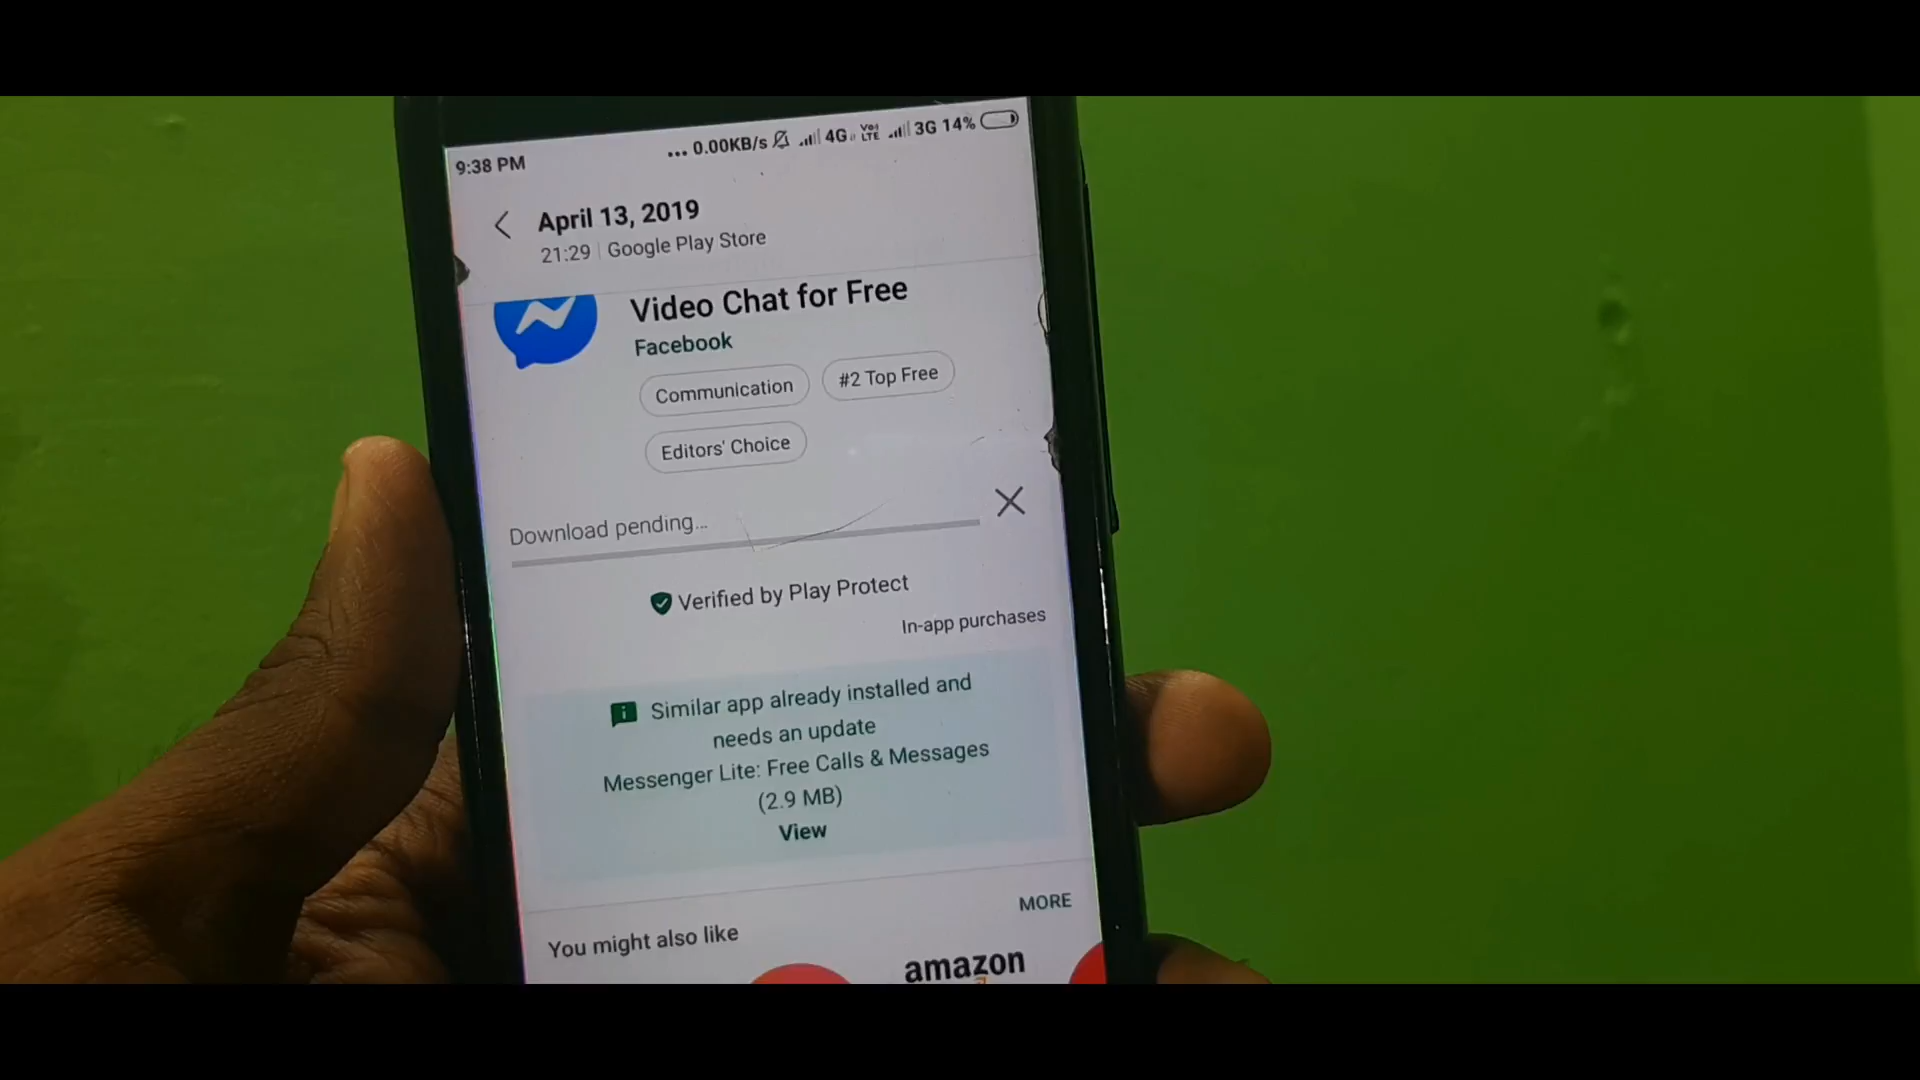 9:38 PM
... 0.00KB/s 4G Vo) LTE 3G 14%
April 13, 2019
21:29 | Google Play Store
Video Chat for Free
Facebook
Communication
#2 Top Free
Editors' Choice
Download pending...
Verified by Play Protect
In-app purchases
Similar app already installed and
needs an update
Messenger Lite: Free Calls & Messages
(2.9 MB)
View
You might also like
MORE
amazon